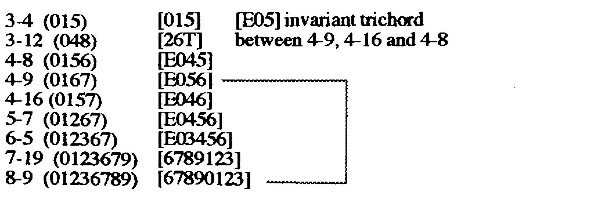 3-4 (015) [015] [E05] invariant trichord
3-12 (048) [26T] between 4-9, 4-16 and 4-8
4-8 (0156) [E045]
4-9 (0167) [E056]
4-16 (0157) [E046]
5-7 (01267) [E0456]
6-5 (012367) [E03456]
7-19 (0123679) [6789123]
8-9 (01236789) [67890123]